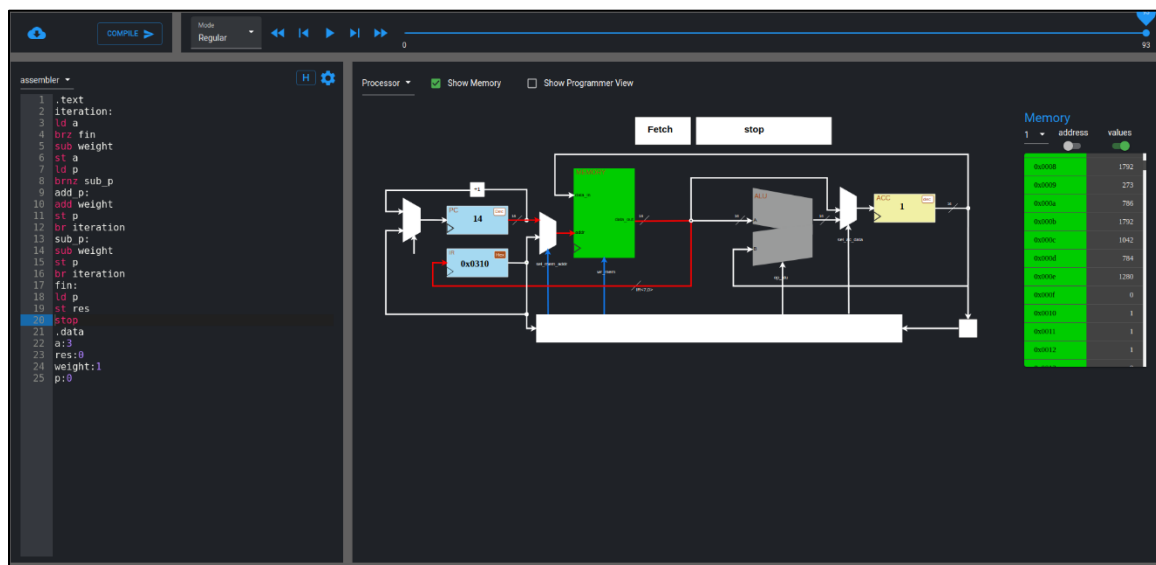 COMPILE
Mode
Regular
0
93
assembler
H
1 .text
2 iteration:
3 ld a
4 brz fin
5 sub weight
6 st a
7 ld p
8 brnz sub_p
9 add_p:
10 add weight
11 st p
12 br iteration
13 sub_p:
14 sub weight
15 st p
16 br iteration
17 fin:
18 ld p
19 st res
20 stop
21 .data
22 a:3
23 res:0
24 weight:1
25 p:0
Processor
Show Memory
Show Programmer View
Fetch
stop
+1
PC
14
IR
0x0310
addr
ALU
ACC
dec
1
Memory
1
address
values
0x0008 1792
0x0009 273
0x000a 786
0x000b 1792
0x000c 1042
0x000d 784
0x000e 1280
0x000f 0
0x0010 1
0x0011 1
0x0012 1